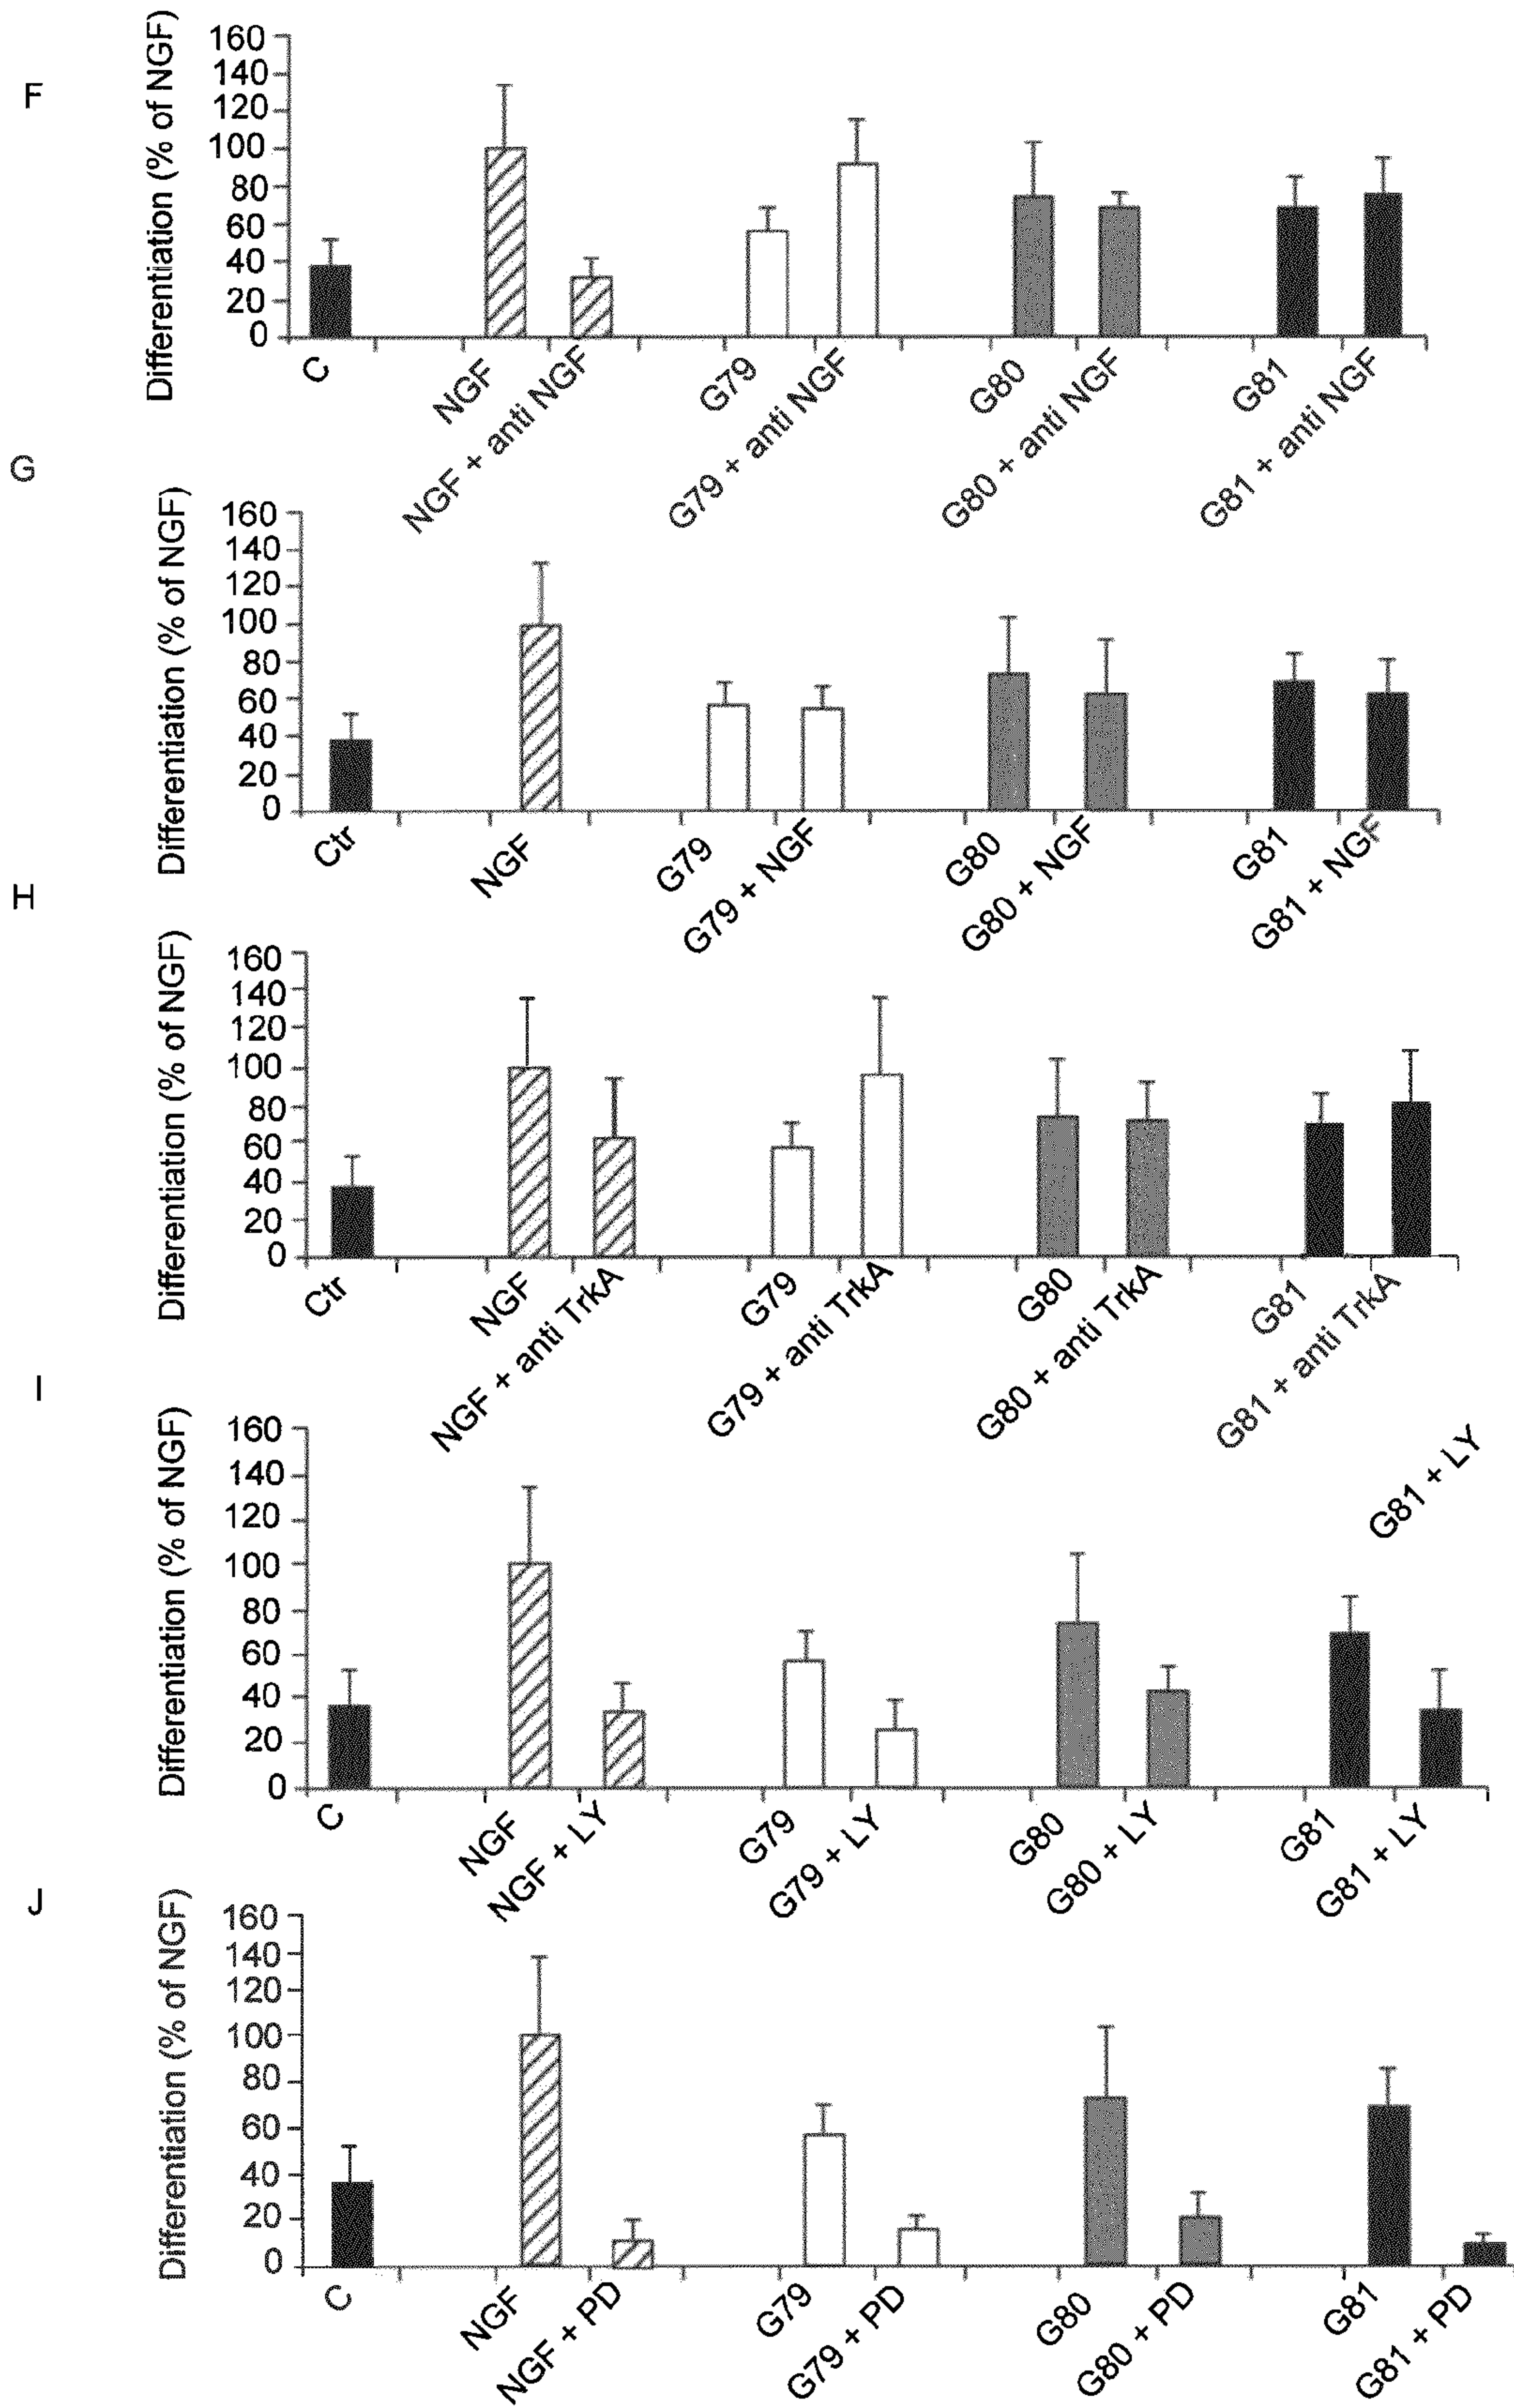 F
Differentiation (% of NGF)
160
140
120
100
80
60
40
20
0
C
NGF
NGF + anti NGF
G79
G79 + anti NGF
G80
G80 + anti NGF
G81
G81 + anti NGF
G
Differentiation (% of NGF)
160
140
120
100
80
60
40
20
0
Ctr
NGF
G79
G79 + NGF
G80
G80 + NGF
G81
G81 + NGF
H
Differentiation (% of NGF)
160
140
120
100
80
60
40
20
0
Ctr
NGF
NGF + anti TrkA
G79
G79 + anti TrkA
G80
G80 + anti TrkA
G81
G81 + anti TrkA
I
Differentiation (% of NGF)
160
140
120
100
80
60
40
20
0
G81 + LY
C
NGF
NGF + LY
G79
G79 + LY
G80
G80 + LY
G81
G81 + LY
J
Differentiation (% of NGF)
160
140
120
100
80
60
40
20
0
C
NGF
NGF + PD
G79
G79 + PD
G80
G80 + PD
G81
G81 + PD